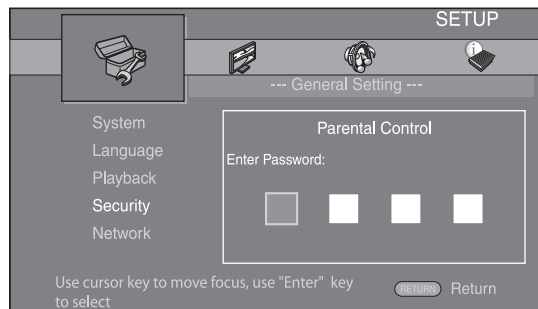 SETUP
--- General Setting ---
System
Language
Playback
Security
Network
Parental Control
Enter Password:
Use cursor key to move focus, use "Enter" key
to select
RETURN Return